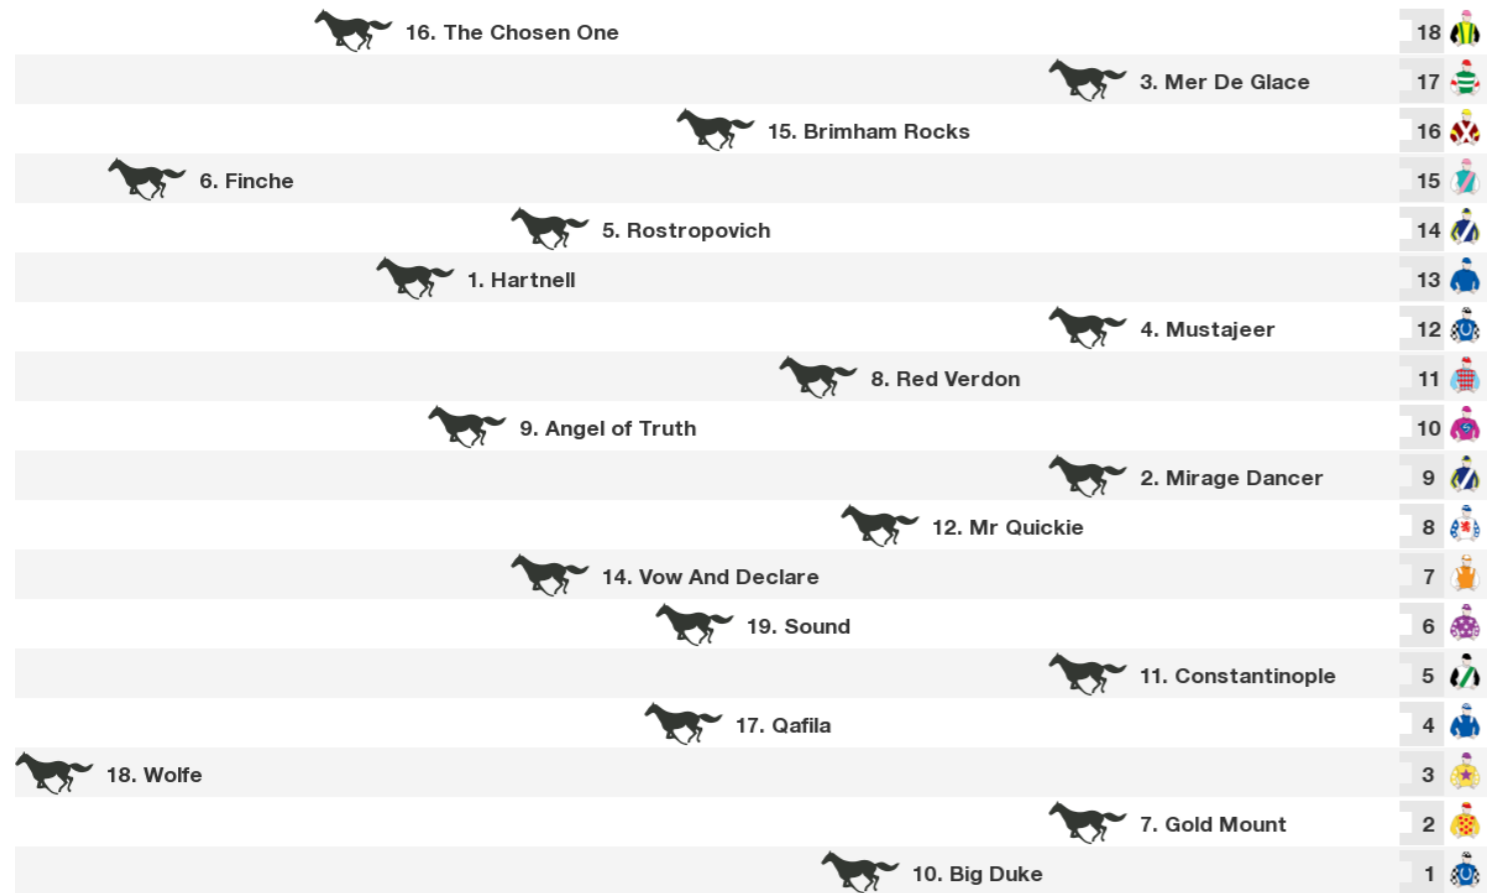 16. The Chosen One 18
3. Mer De Glace 17
15. Brimham Rocks 16
6. Finche 15
5. Rostropovich 14
1. Hartnell 13
4. Mustajeer 12
8. Red Verdon 11
9. Angel of Truth 10
2. Mirage Dancer 9
12. Mr Quickie 8
14. Vow And Declare 7
19. Sound 6
11. Constantinople 5
17. Qafila 4
18. Wolfe 3
7. Gold Mount 2
10. Big Duke 1